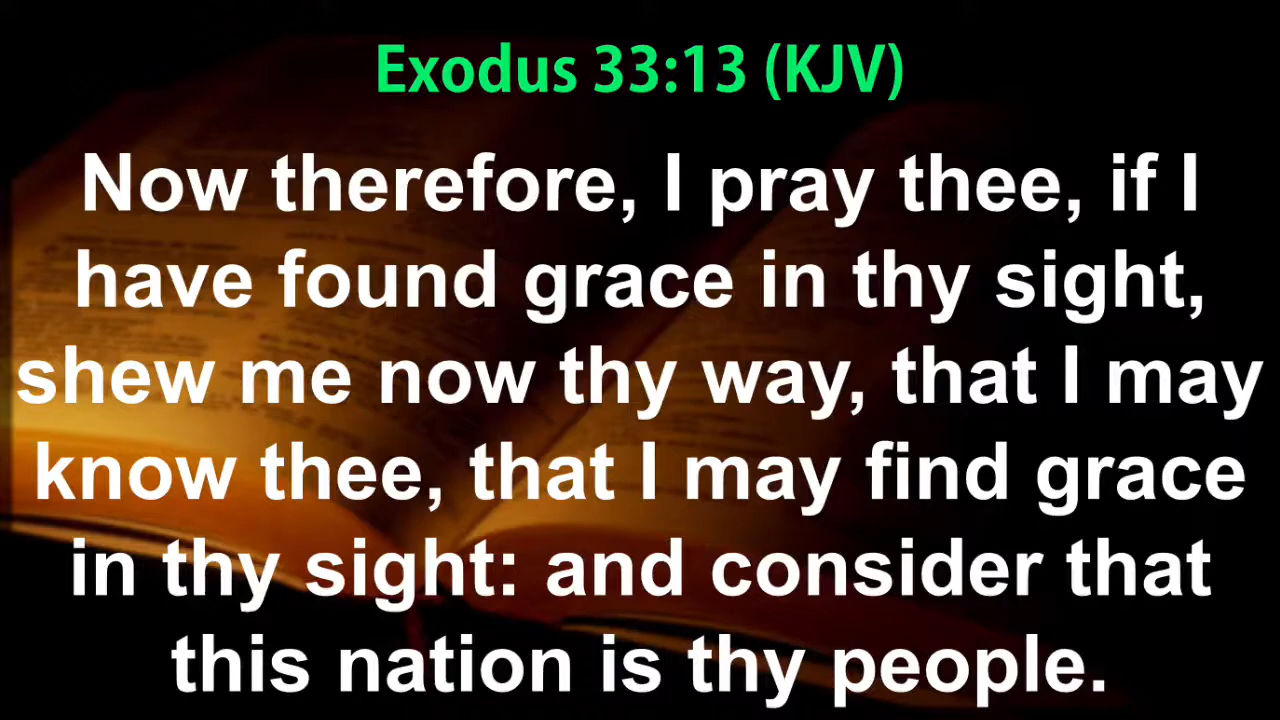 Exodus 33:13 (KJV)
Now therefore, I pray thee, if I
have found grace in thy sight,
shew me now thy way, that I may
know thee, that I may find grace
in thy sight: and consider that
this nation is thy people.